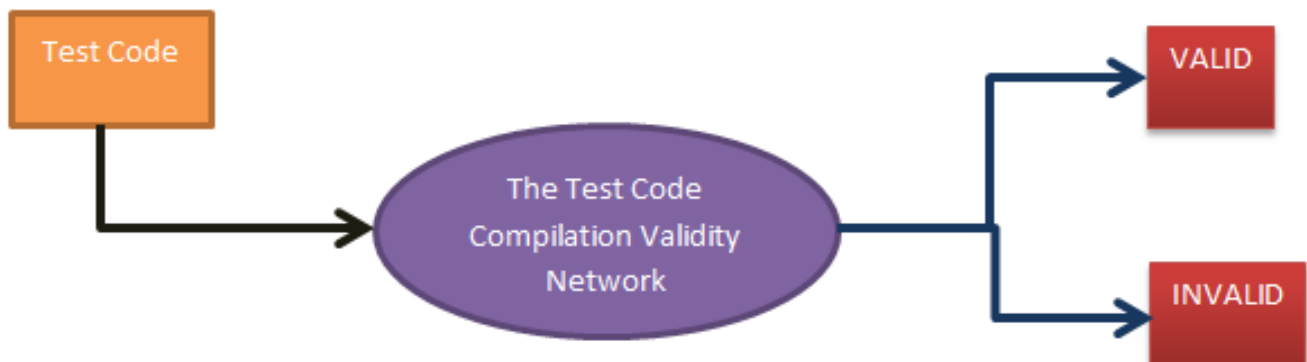 Test Code
VALID
The Test Code
Compilation Validity
Network
INVALID